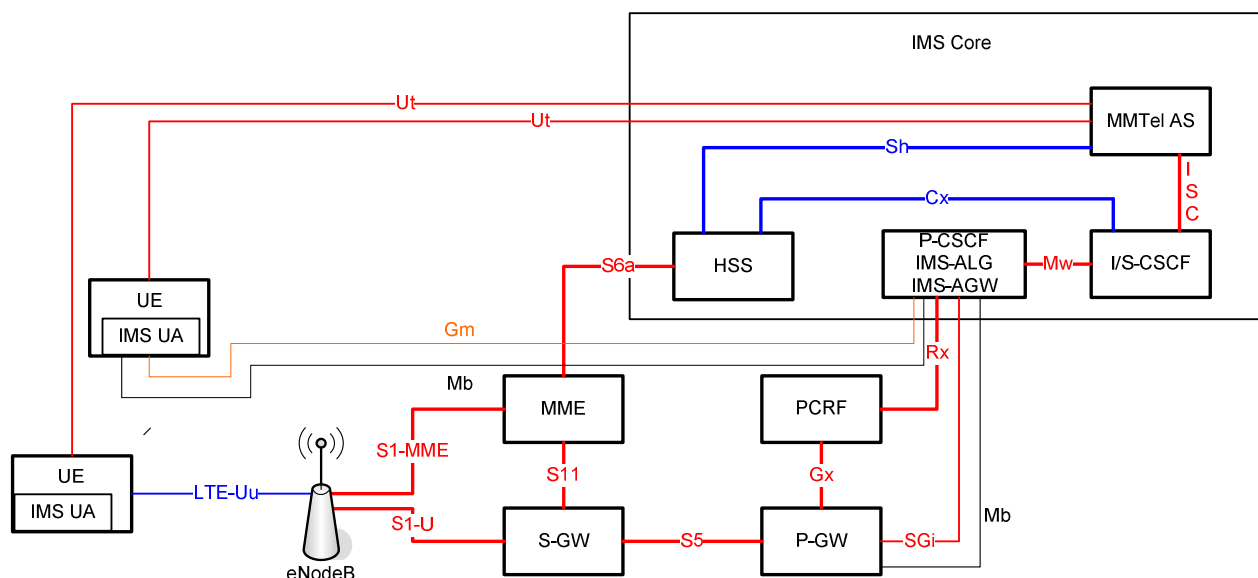 IMS Core
Ut
MMTel AS
Ut
Sh
I
S
C
Cx
P-CSCF
IMS-ALG
IMS-AGW
HSS
S6a
Mw
I/S-CSCF
UE
IMS UA
Gm
Rx
Mb
MME
PCRF
S1-MME
UE
IMS UA
LTE-Uu
S11
Gx
S1-U
Mb
S-GW
S5
P-GW
SGi
eNodeB